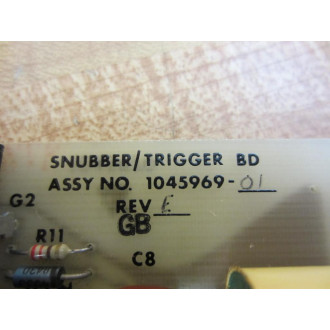 SNUBBER/TRIGGER BD
ASSY NO. 1045969-01
REV E
GB
G2
R11
C8